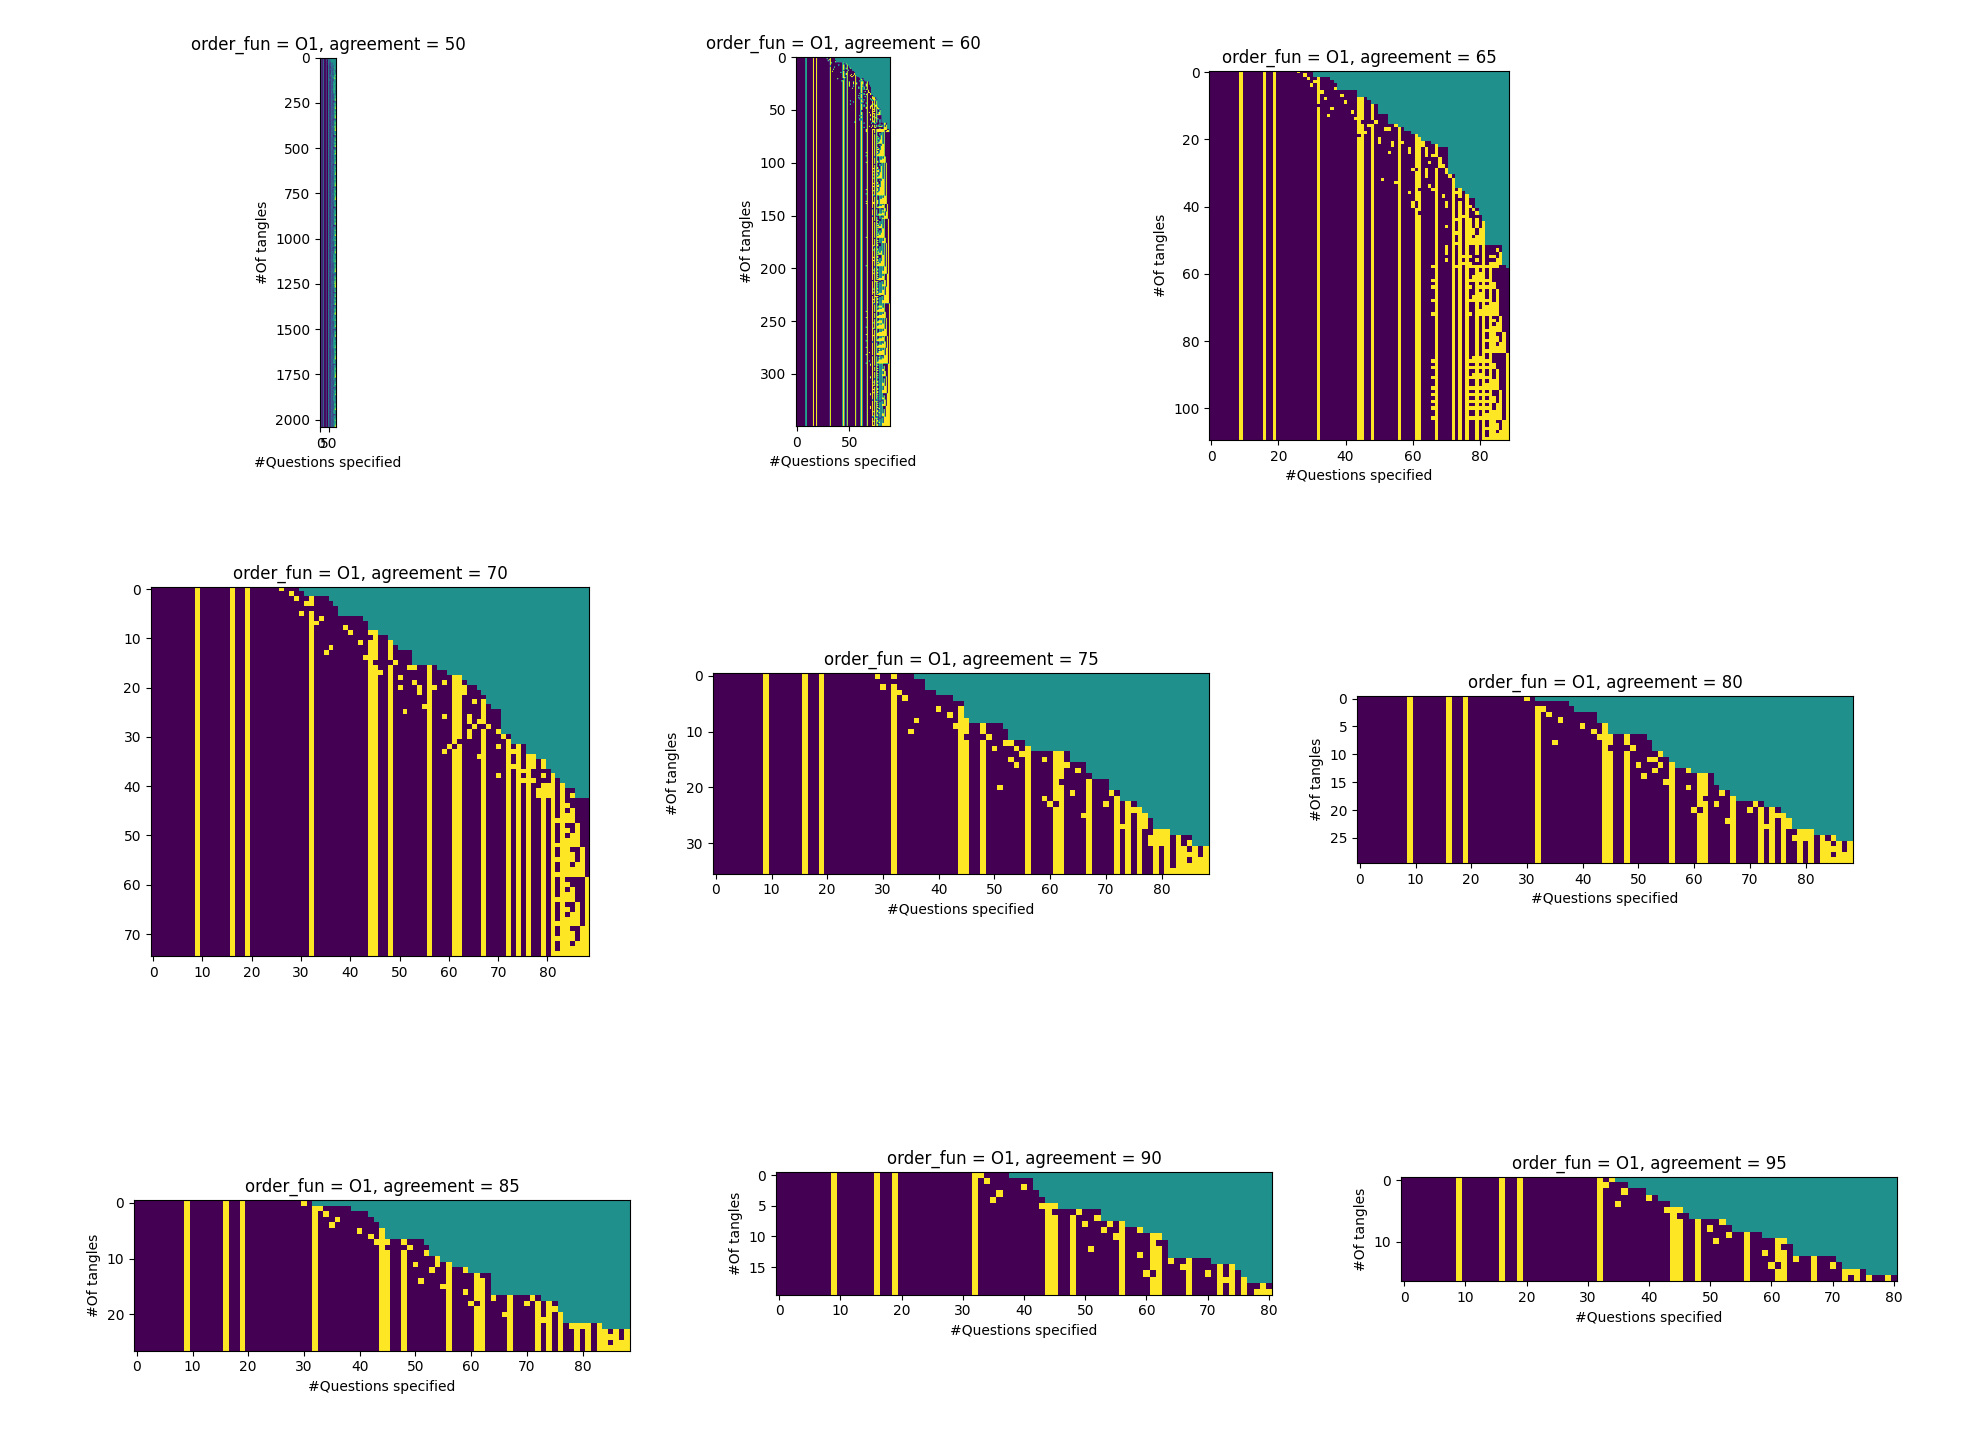 order_fun = O1, agreement = 50
0
250
500
750
1000
1250
1500
1750
2000
#Of tangles
0 50
#Questions specified
order_fun = O1, agreement = 60
0
50
100
150
200
250
300
#Of tangles
0 50
#Questions specified
order_fun = O1, agreement = 65
0
20
40
60
80
100
#Of tangles
0 20 40 60 80
#Questions specified
order_fun = O1, agreement = 70
0
10
20
30
40
50
60
70
0 10 20 30 40 50 60 70 80
order_fun = O1, agreement = 75
0
10
20
30
#Of tangles
0 10 20 30 40 50 60 70 80
#Questions specified
order_fun = O1, agreement = 80
0
5
10
15
20
25
#Of tangles
0 10 20 30 40 50 60 70 80
#Questions specified
order_fun = O1, agreement = 85
0
10
20
#Of tangles
0 10 20 30 40 50 60 70 80
#Questions specified
order_fun = O1, agreement = 90
0
5
10
15
#Of tangles
0 10 20 30 40 50 60 70 80
#Questions specified
order_fun = O1, agreement = 95
0
10
#Of tangles
0 10 20 30 40 50 60 70 80
#Questions specified